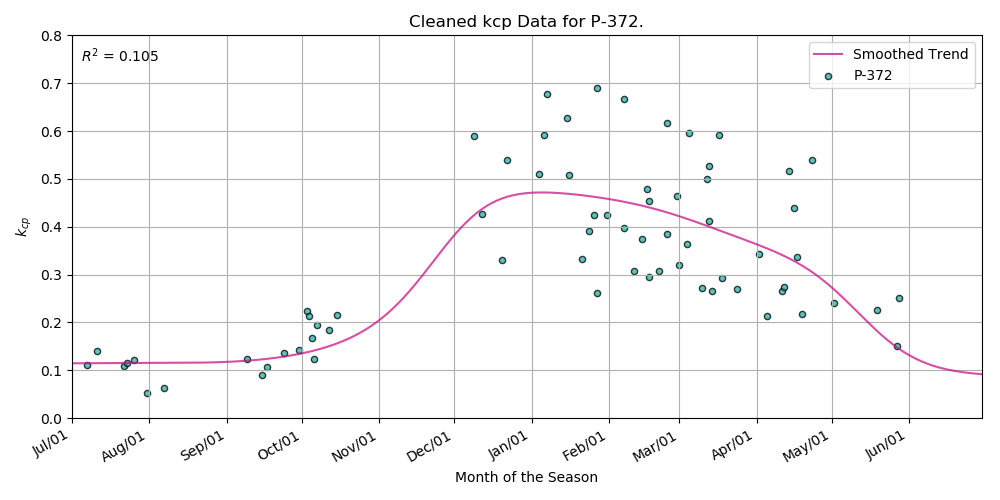 Cleaned kcp Data for P-372.
R² = 0.105
Smoothed Trend
P-372
0.8
0.7
0.6
0.5
0.4
0.3
0.2
0.1
0.0
k_cp
Jul/01
Aug/01
Sep/01
Oct/01
Nov/01
Dec/01
Jan/01
Feb/01
Mar/01
Apr/01
May/01
Jun/01
Month of the Season